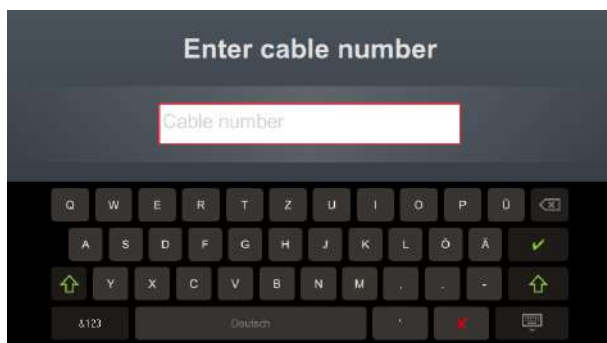 Enter cable number
Cable number
Q W E R T Z U I O P Ü
A S D F G H J K L Ö Ä
Y X C V B N M . . -
&123 Deutsch '